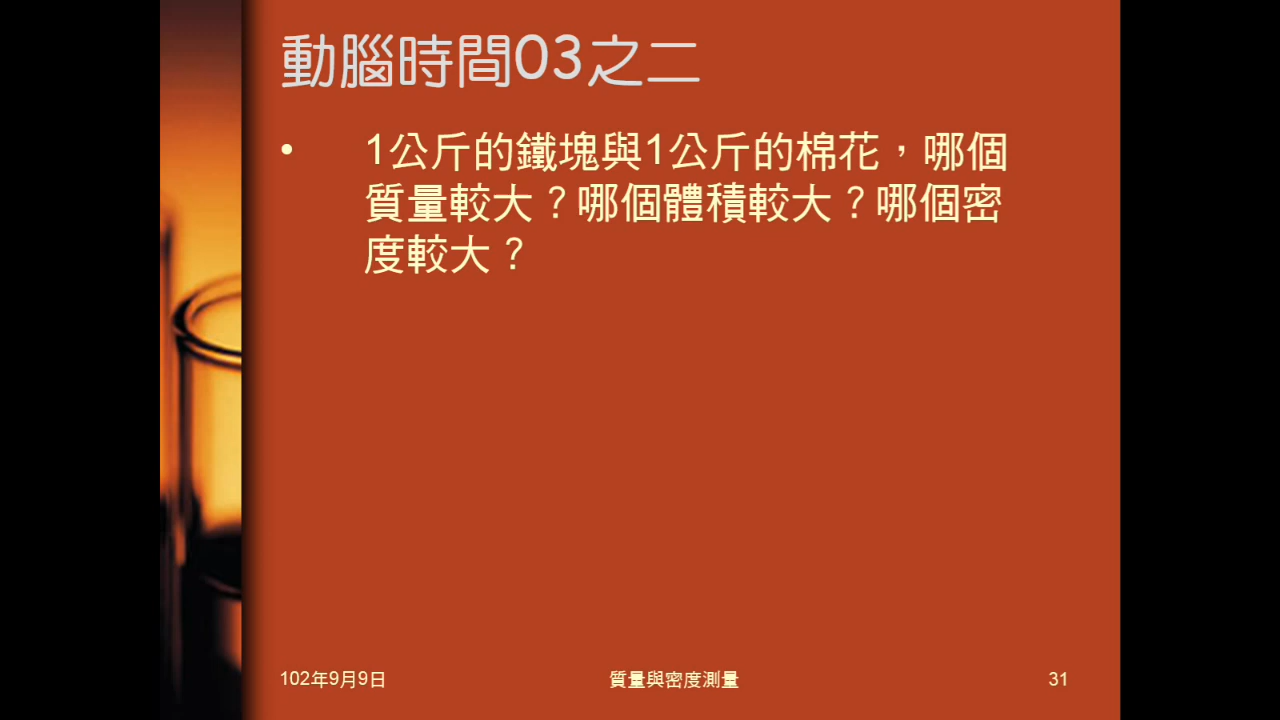 動腦時間03之二
• 1公斤的鐵塊與1公斤的棉花，哪個
質量較大？哪個體積較大？哪個密
度較大？
102年9月9日
質量與密度測量
31